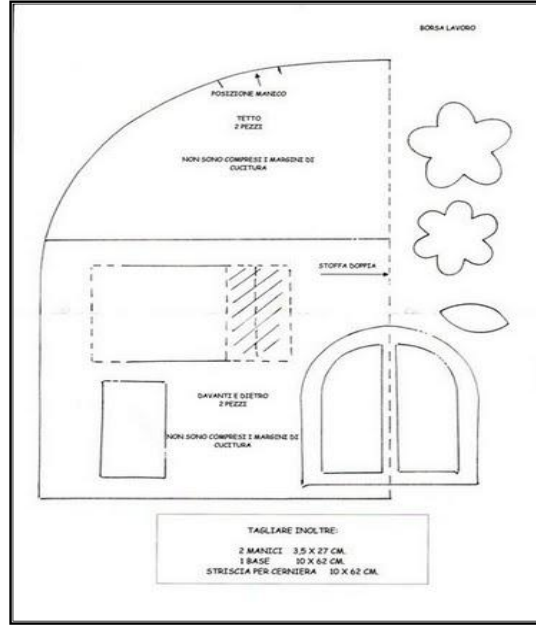 BORSA LAVORO
POSIZIONE MANICO
TETTO
2 PEZZI
NON SONO COMPRESI I MARGINI DI
CUCITURA
STOFFA DOPPIA
DAVANTI E DIETRO
2 PEZZI
NON SONO COMPRESI I MARGINI DI
CUCITURA
TAGLIARE INOLTRE:
2 MANICI 3,5 X 27 CM.
1 BASE 10 X 62 CM.
STRISCIA PER CERNIERA 10 X 62 CM.